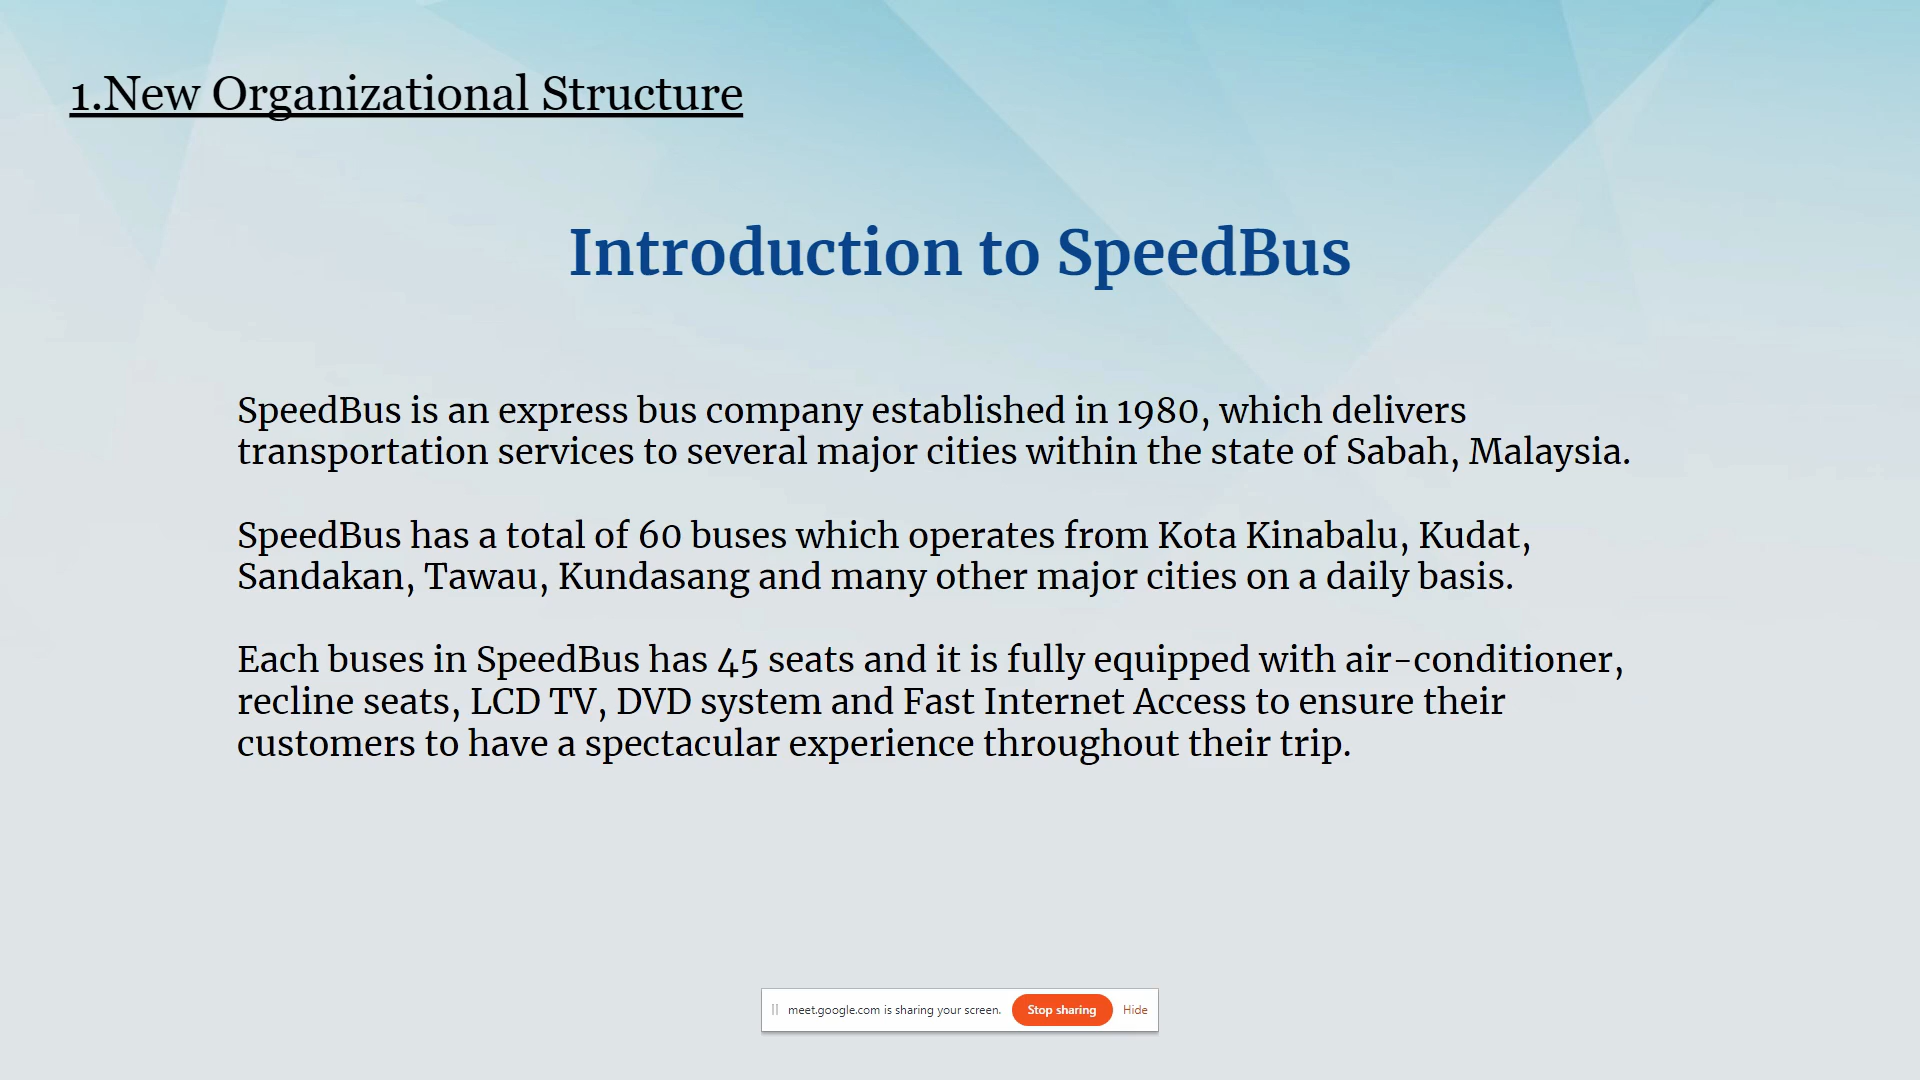 1.New Organizational Structure
Introduction to SpeedBus
SpeedBus is an express bus company established in 1980, which delivers
transportation services to several major cities within the state of Sabah, Malaysia.
SpeedBus has a total of 60 buses which operates from Kota Kinabalu, Kudat,
Sandakan, Tawau, Kundasang and many other major cities on a daily basis.
Each buses in SpeedBus has 45 seats and it is fully equipped with air-conditioner,
recline seats, LCD TV, DVD system and Fast Internet Access to ensure their
customers to have a spectacular experience throughout their trip.
meet.google.com is sharing your screen. Stop sharing Hide